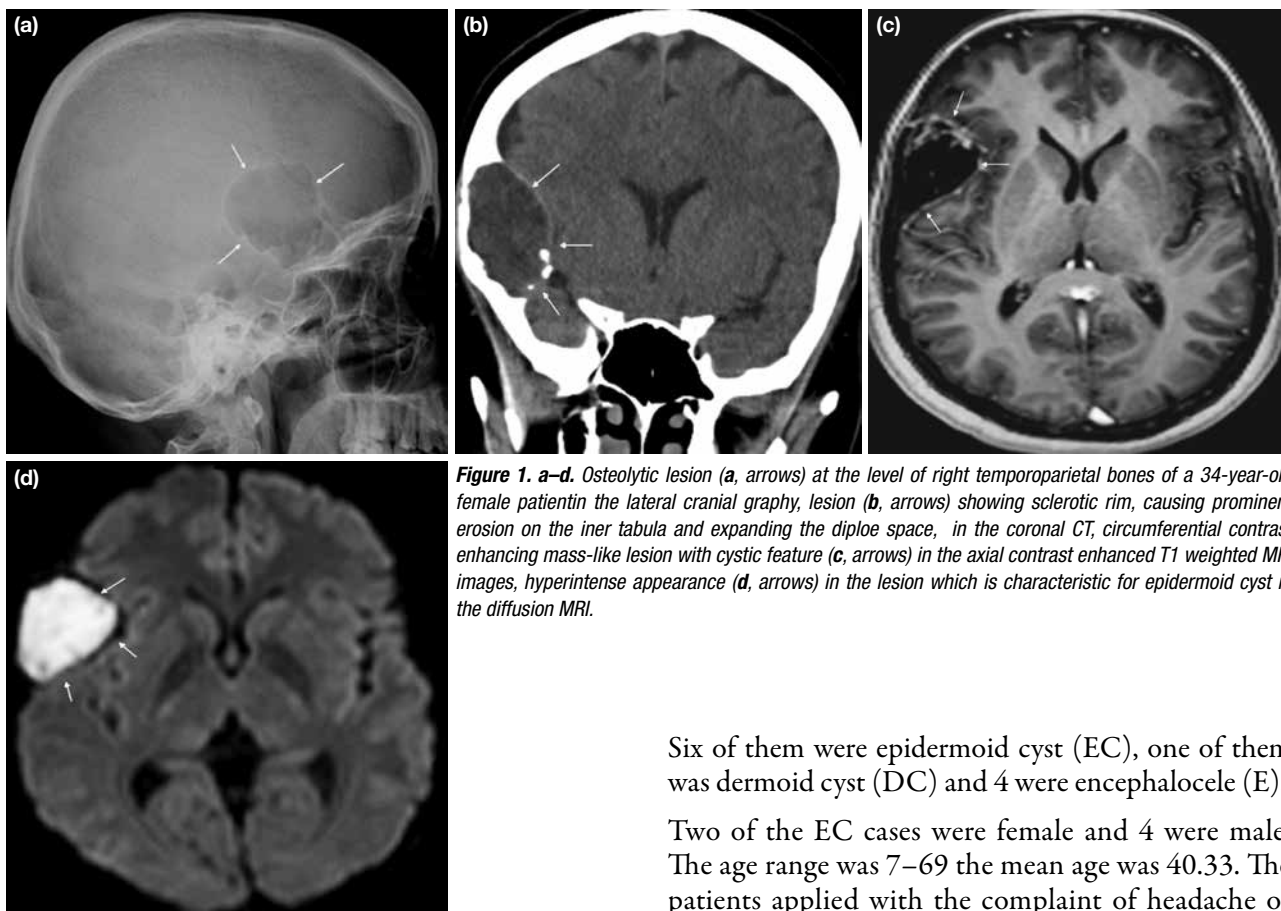 (a)
(b)
(c)
(d)
Figure 1. a–d. Osteolytic lesion (a, arrows) at the level of right temporoparietal bones of a 34-year-ol
female patientin the lateral cranial graphy, lesion (b, arrows) showing sclerotic rim, causing prominen
erosion on the iner tabula and expanding the diploe space, in the coronal CT, circumferential contras
enhancing mass-like lesion with cystic feature (c, arrows) in the axial contrast enhanced T1 weighted
images, hyperintense appearance (d, arrows) in the lesion which is characteristic for epidermoid cyst
the diffusion MRI.
Six of them were epidermoid cyst (EC), one of them
was dermoid cyst (DC) and 4 were encephalocele (E)
Two of the EC cases were female and 4 were male
The age range was 7–69 the mean age was 40.33. The
patients applied with the complaint of headache o